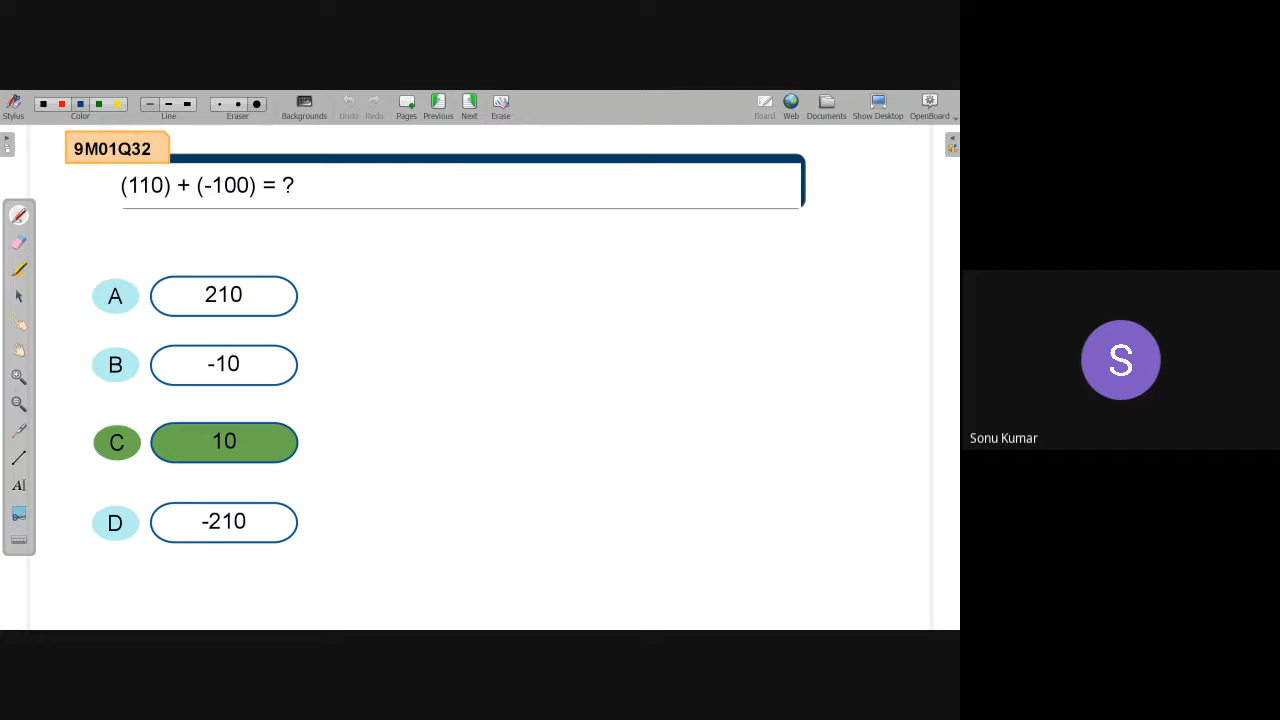 Stylus
Color
Line
Eraser
Backgrounds
Undo
Redo
Pages
Previous
Next
Erase
Board
Web
Documents
Show Desktop
OpenBoard
9M01Q32
(110) + (-100) = ?
A
210
B
-10
C
10
D
-210
AI
S
Sonu Kumar